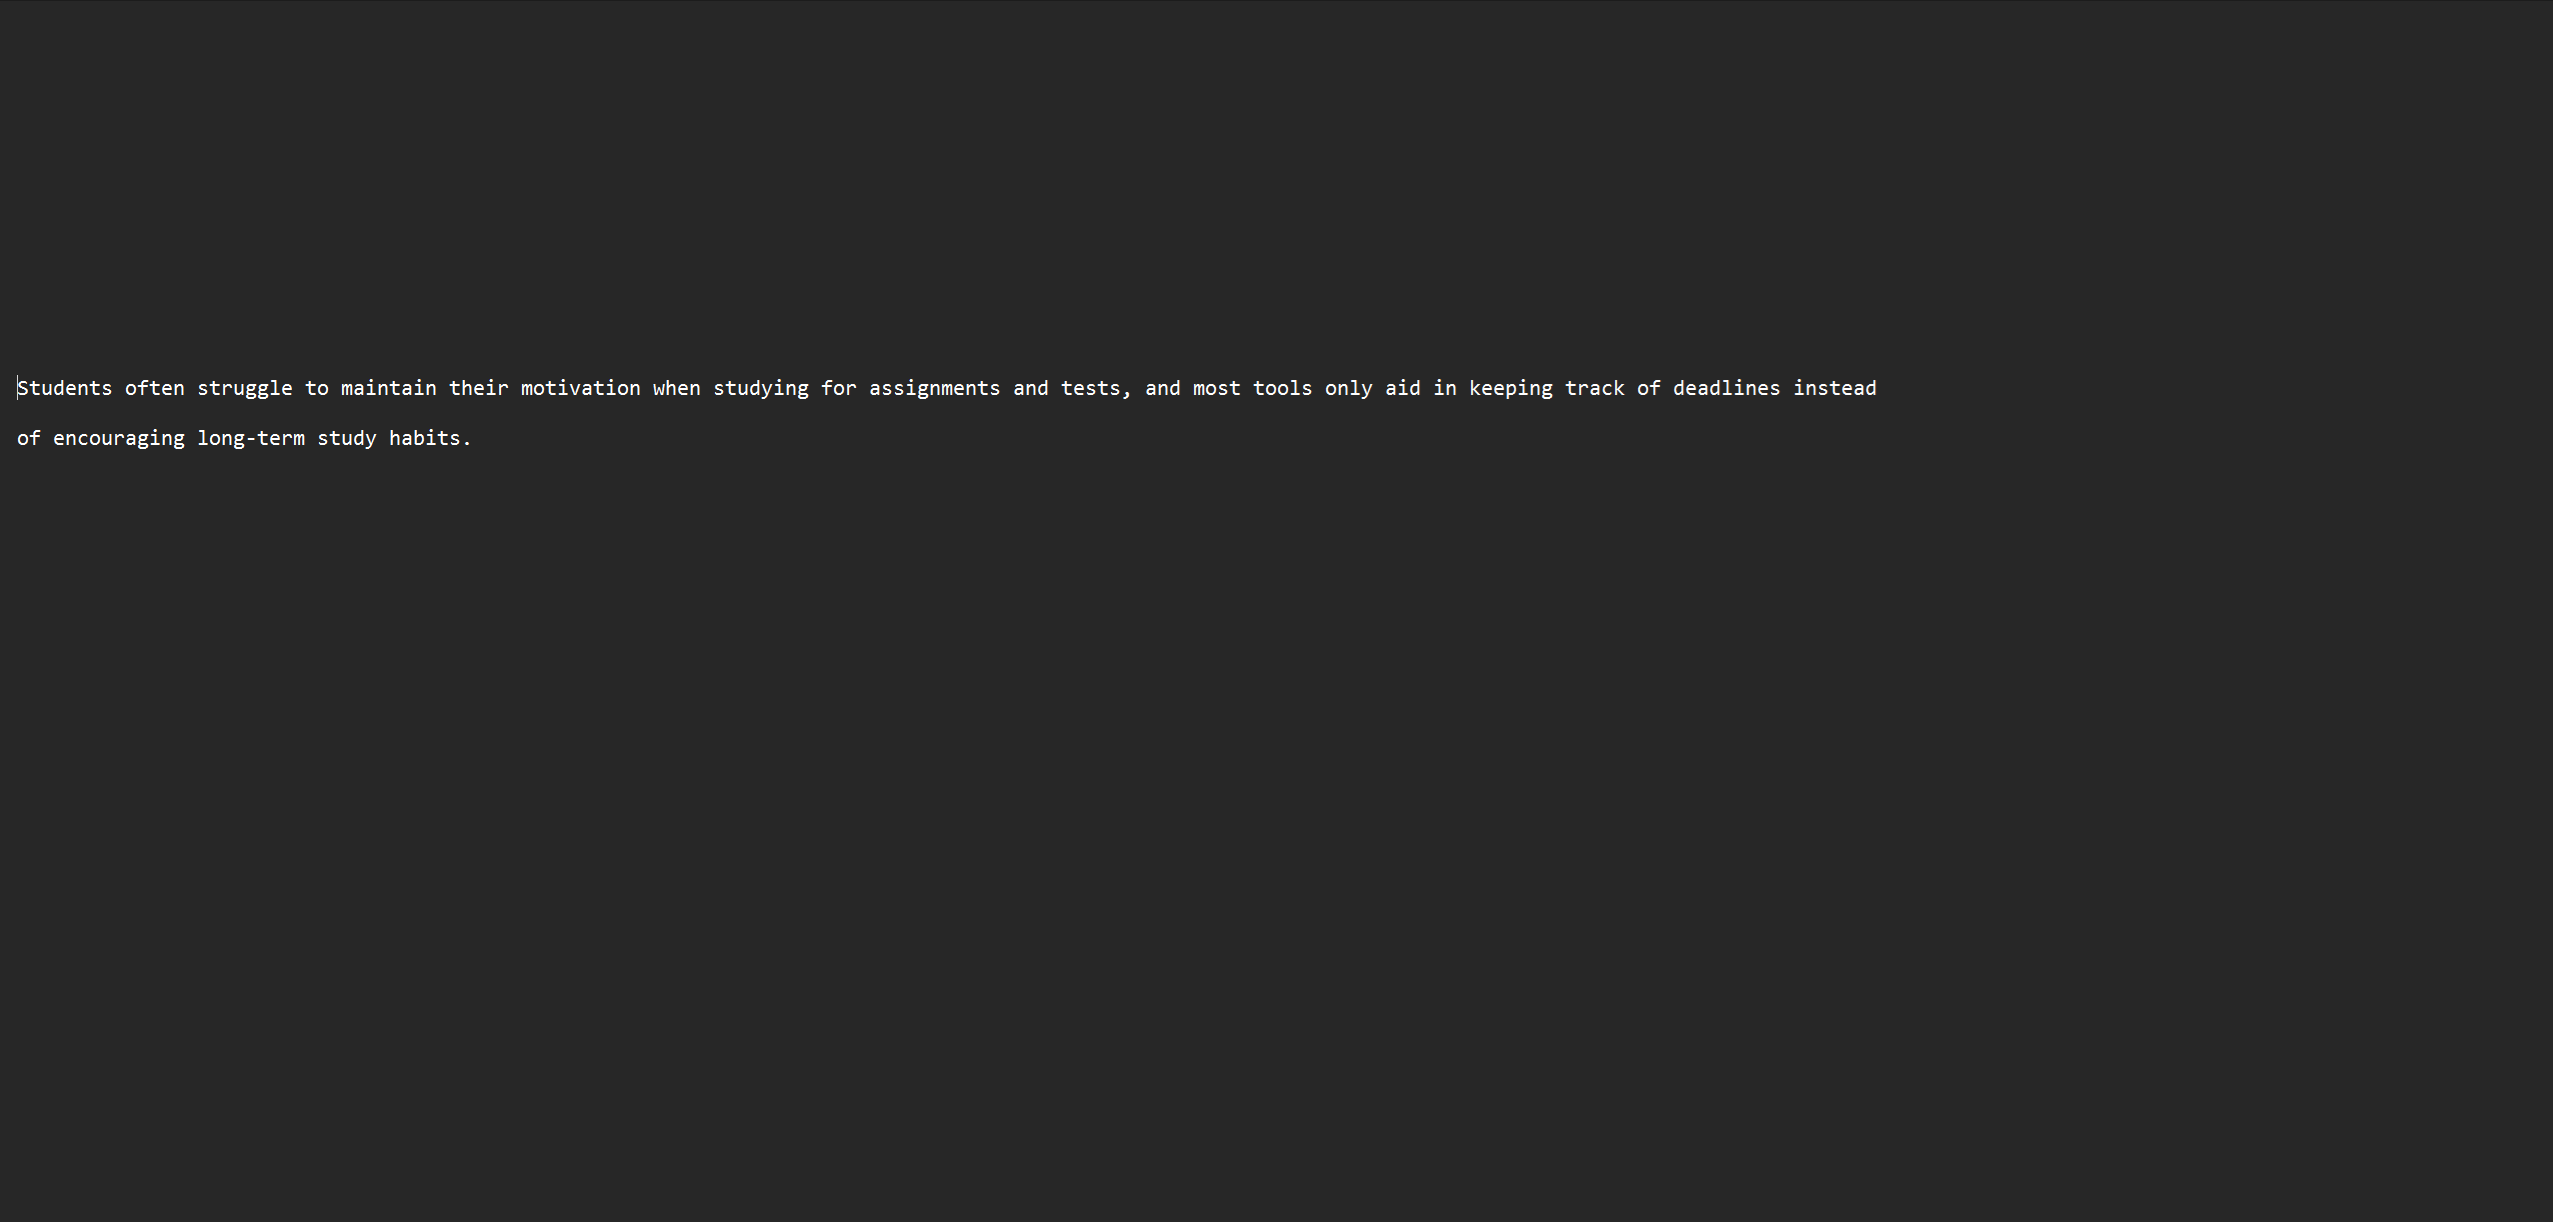 Students often struggle to maintain their motivation when studying for assignments and tests, and most tools only aid in keeping track of deadlines instead
of encouraging long-term study habits.